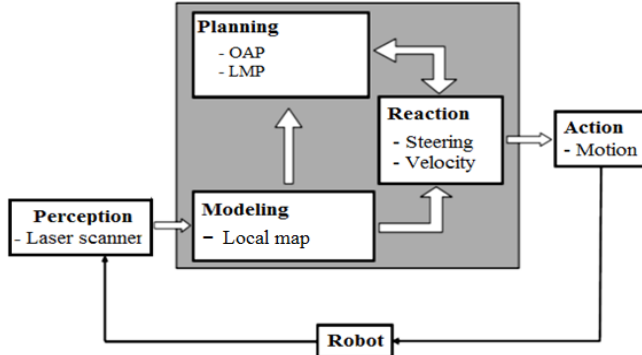 Planning
- OAP
- LMP
Reaction
- Steering
- Velocity
Action
- Motion
Perception
- Laser scanner
Modeling
– Local map
Robot